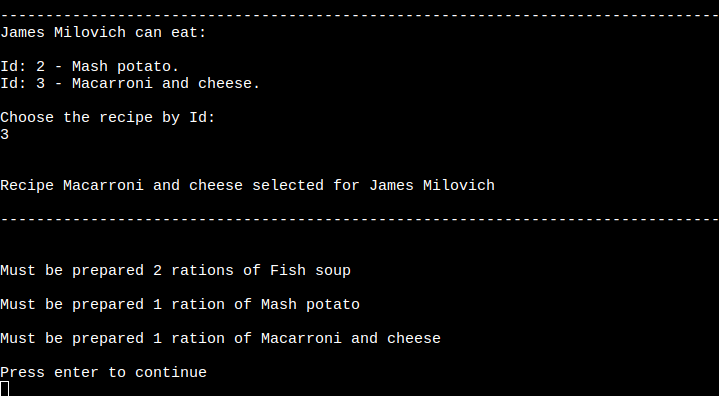 --------------------------------------------------------------------------------
James Milovich can eat:
Id: 2 - Mash potato.
Id: 3 - Macarroni and cheese.
Choose the recipe by Id:
3
Recipe Macarroni and cheese selected for James Milovich
--------------------------------------------------------------------------------
Must be prepared 2 rations of Fish soup
Must be prepared 1 ration of Mash potato
Must be prepared 1 ration of Macarroni and cheese
Press enter to continue